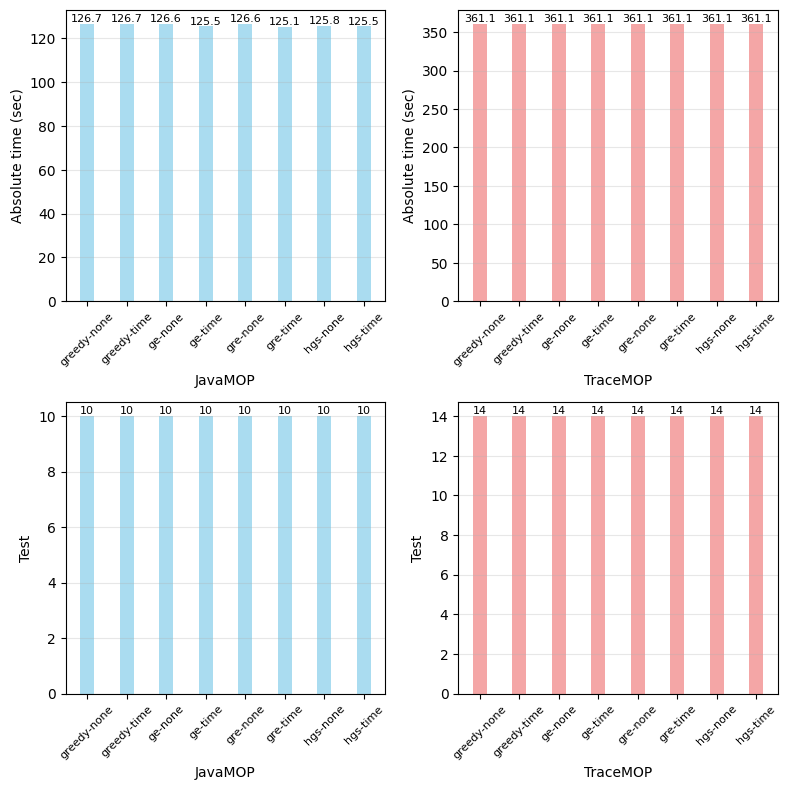 126.7 126.7 126.6 125.5 126.6 125.1 125.8 125.5
120
100
80
60
40
20
0
Absolute time (sec)
greedy-none greedy-time ge-none ge-time gre-none gre-time hgs-none hgs-time
JavaMOP
361.1 361.1 361.1 361.1 361.1 361.1 361.1 361.1
350
300
250
200
150
100
50
0
Absolute time (sec)
greedy-none greedy-time ge-none ge-time gre-none gre-time hgs-none hgs-time
TraceMOP
10 10 10 10 10 10 10 10
10
8
6
4
2
0
Test
greedy-none greedy-time ge-none ge-time gre-none gre-time hgs-none hgs-time
JavaMOP
14 14 14 14 14 14 14 14
14
12
10
8
6
4
2
0
Test
greedy-none greedy-time ge-none ge-time gre-none gre-time hgs-none hgs-time
TraceMOP